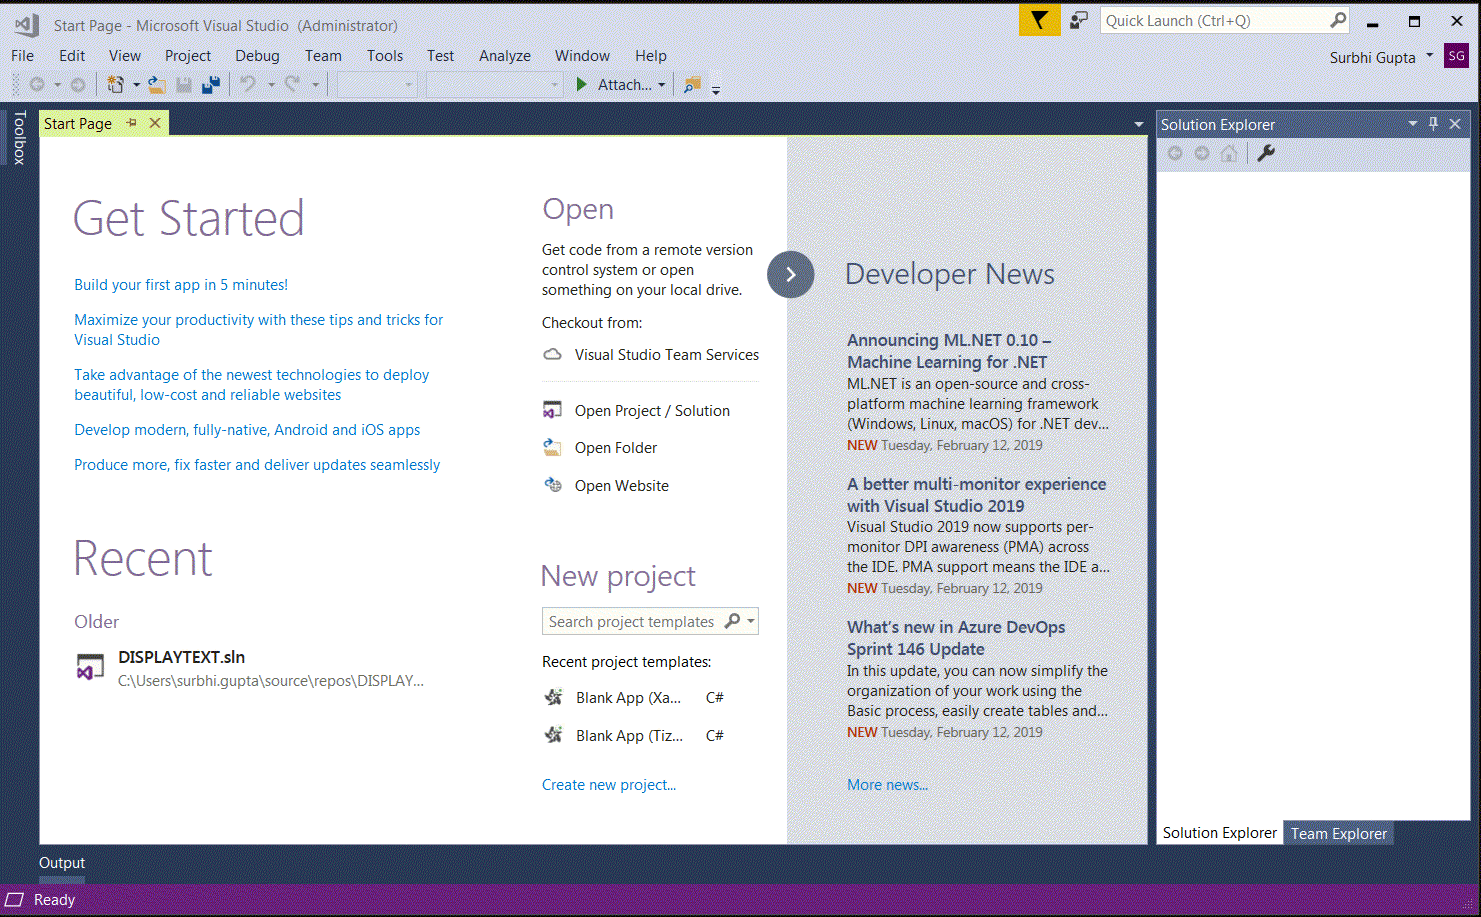 Start Page - Microsoft Visual Studio (Administrator)
Quick Launch (Ctrl+Q)
File Edit View Project Debug Team Tools Test Analyze Window Help
Surbhi Gupta
SG
Attach...
Toolbox
Start Page
Get Started
Build your first app in 5 minutes!
Maximize your productivity with these tips and tricks for
Visual Studio
Take advantage of the newest technologies to deploy
beautiful, low-cost and reliable websites
Develop modern, fully-native, Android and iOS apps
Produce more, fix faster and deliver updates seamlessly
Recent
Older
DISPLAYTEXT.sln
C:\Users\surbhi.gupta\source\repos\DISPLAY...
Open
Get code from a remote version
control system or open
something on your local drive.
Checkout from:
Visual Studio Team Services
Open Project / Solution
Open Folder
Open Website
New project
Search project templates
Recent project templates:
Blank App (Xa... C#
Blank App (Tiz... C#
Create new project...
Developer News
Announcing ML.NET 0.10 –
Machine Learning for .NET
ML.NET is an open-source and cross-
platform machine learning framework
(Windows, Linux, macOS) for .NET dev...
NEW Tuesday, February 12, 2019
A better multi-monitor experience
with Visual Studio 2019
Visual Studio 2019 now supports per-
monitor DPI awareness (PMA) across
the IDE. PMA support means the IDE a...
NEW Tuesday, February 12, 2019
What's new in Azure DevOps
Sprint 146 Update
In this update, you can now simplify the
organization of your work using the
Basic process, easily create tables and...
NEW Tuesday, February 12, 2019
More news...
Solution Explorer
Solution Explorer Team Explorer
Output
Ready